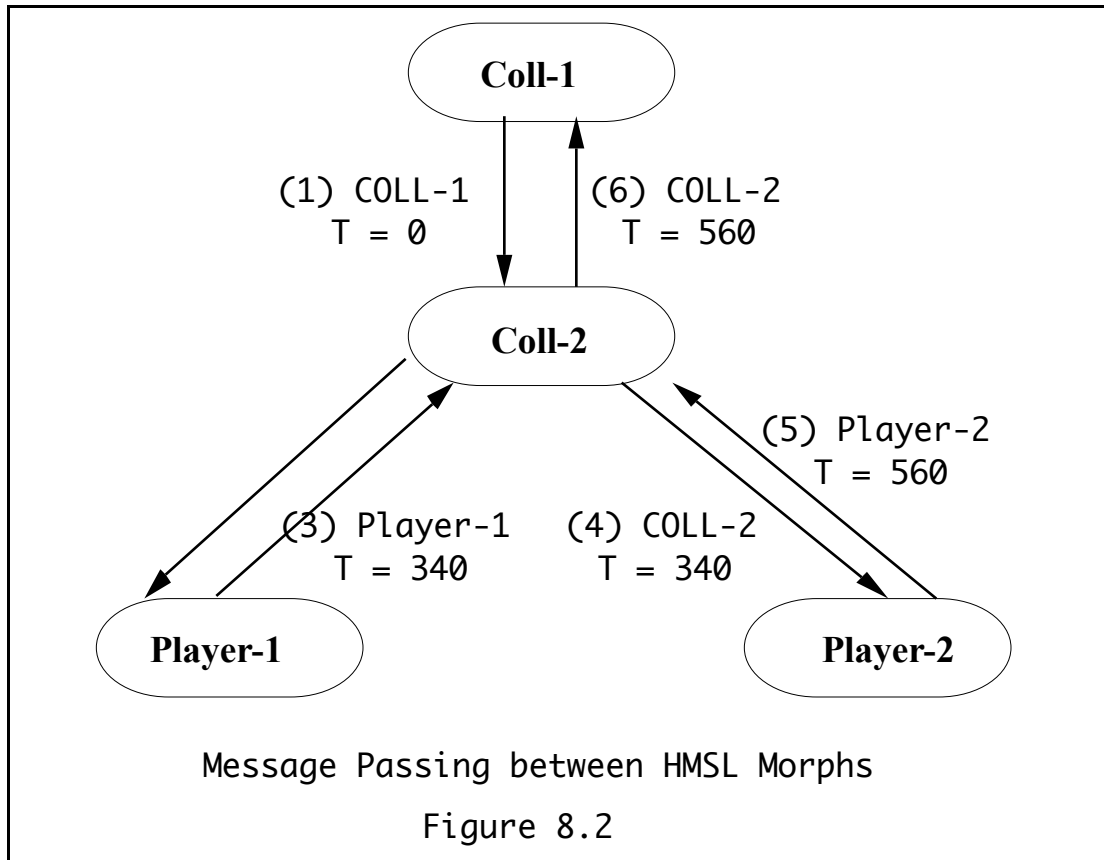 Coll-1
(1) COLL-1
T = 0
(6) COLL-2
T = 560
Coll-2
(5) Player-2
T = 560
(3) Player-1
T = 340
(4) COLL-2
T = 340
Player-1
Player-2
Message Passing between HMSL Morphs
Figure 8.2